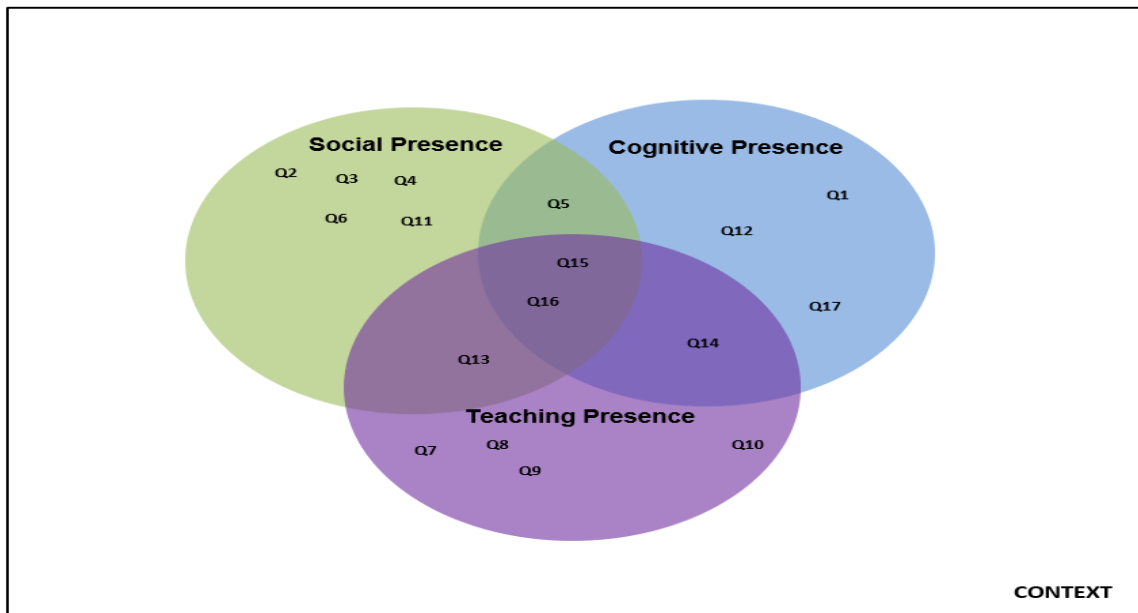 Social Presence
Cognitive Presence
Q2
Q3
Q4
Q1
Q5
Q6
Q11
Q12
Q15
Q16
Q17
Q13
Q14
Teaching Presence
Q7
Q8
Q10
Q9
CONTEXT